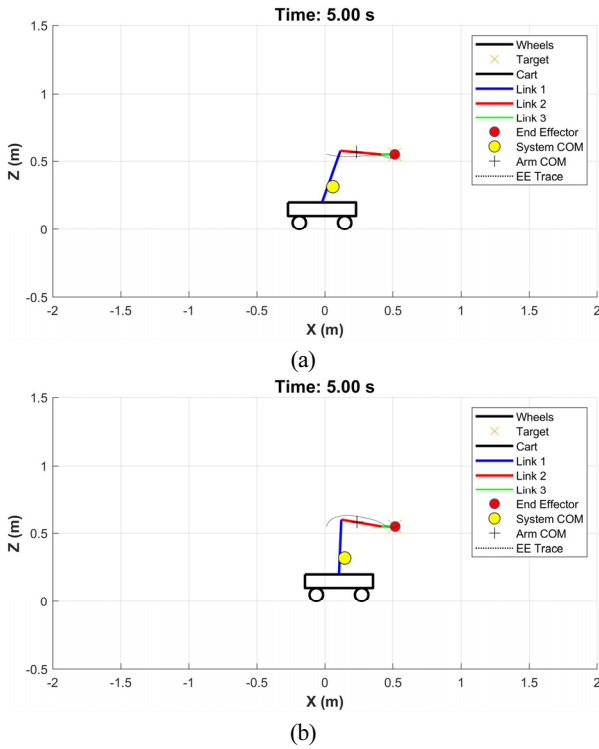 Time: 5.00 s
1.5
1
0.5
0
-0.5
Z (m)
-2
-1.5
-1
-0.5
0
0.5
1
1.5
2
X (m)
Wheels
Target
Cart
Link 1
Link 2
Link 3
End Effector
System COM
Arm COM
EE Trace
(a)
Time: 5.00 s
1.5
1
0.5
0
-0.5
Z (m)
-2
-1.5
-1
-0.5
0
0.5
1
1.5
2
X (m)
Wheels
Target
Cart
Link 1
Link 2
Link 3
End Effector
System COM
Arm COM
EE Trace
(b)